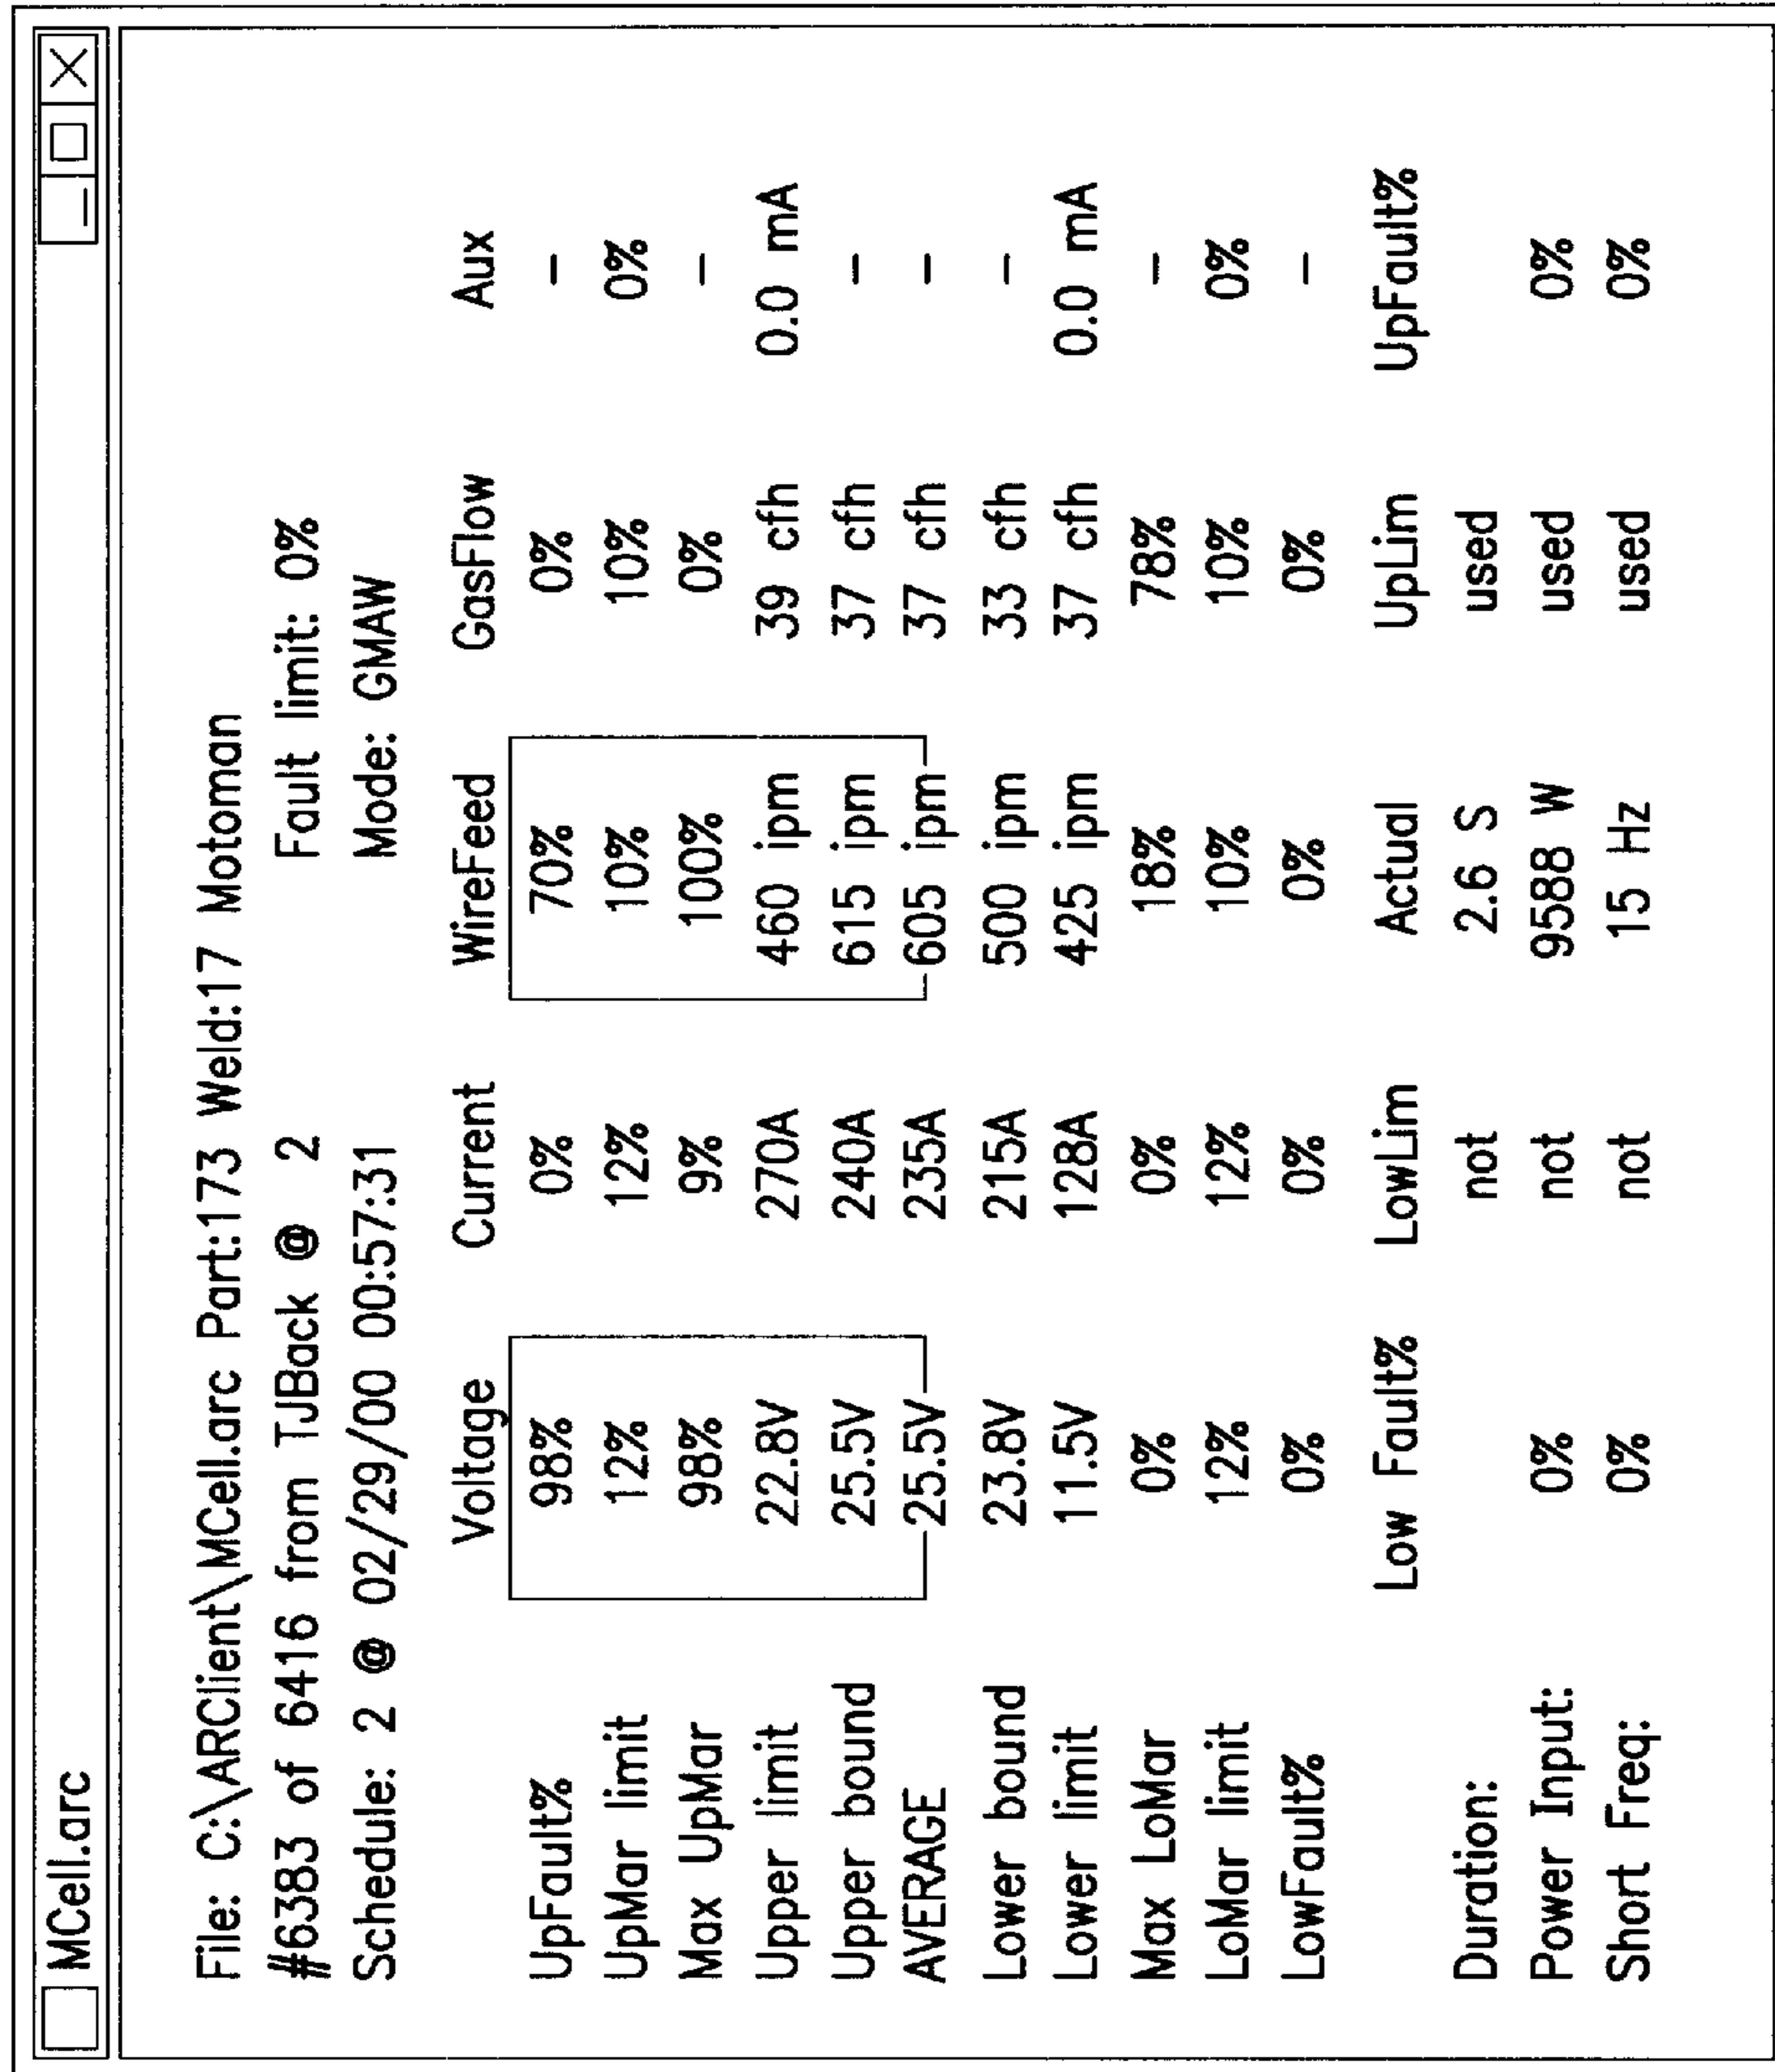 MCell.arc
File: C:\ARClient\MCell.arc Part:173 Weld:17 Motoman
#6383 of 6416 from TJBack @ 2 Fault limit: 0%
Schedule: 2 @ 02/29/00 00:57:31 Mode: GMAW
Voltage Current WireFeed GasFlow Aux
UpFault% 98% 0% 70% 0% –
UpMar limit 12% 12% 10% 10% 0%
Max UpMar 98% 9% 100% 0% –
Upper limit 22.8V 270A 460 ipm 39 cfh 0.0 mA
Upper bound 25.5V 240A 615 ipm 37 cfh –
AVERAGE 25.5V 235A 605 ipm 37 cfh –
Lower bound 23.8V 215A 500 ipm 33 cfh –
Lower limit 11.5V 128A 425 ipm 37 cfh 0.0 mA
Max LoMar 0% 0% 18% 78% –
LoMar limit 12% 12% 10% 10% 0%
LowFault% 0% 0% 0% 0% –
Low Fault% LowLim Actual UpLim UpFault%
Duration: not 2.6 S used
Power Input: 0% not 9588 W used 0%
Short Freq: 0% not 15 Hz used 0%